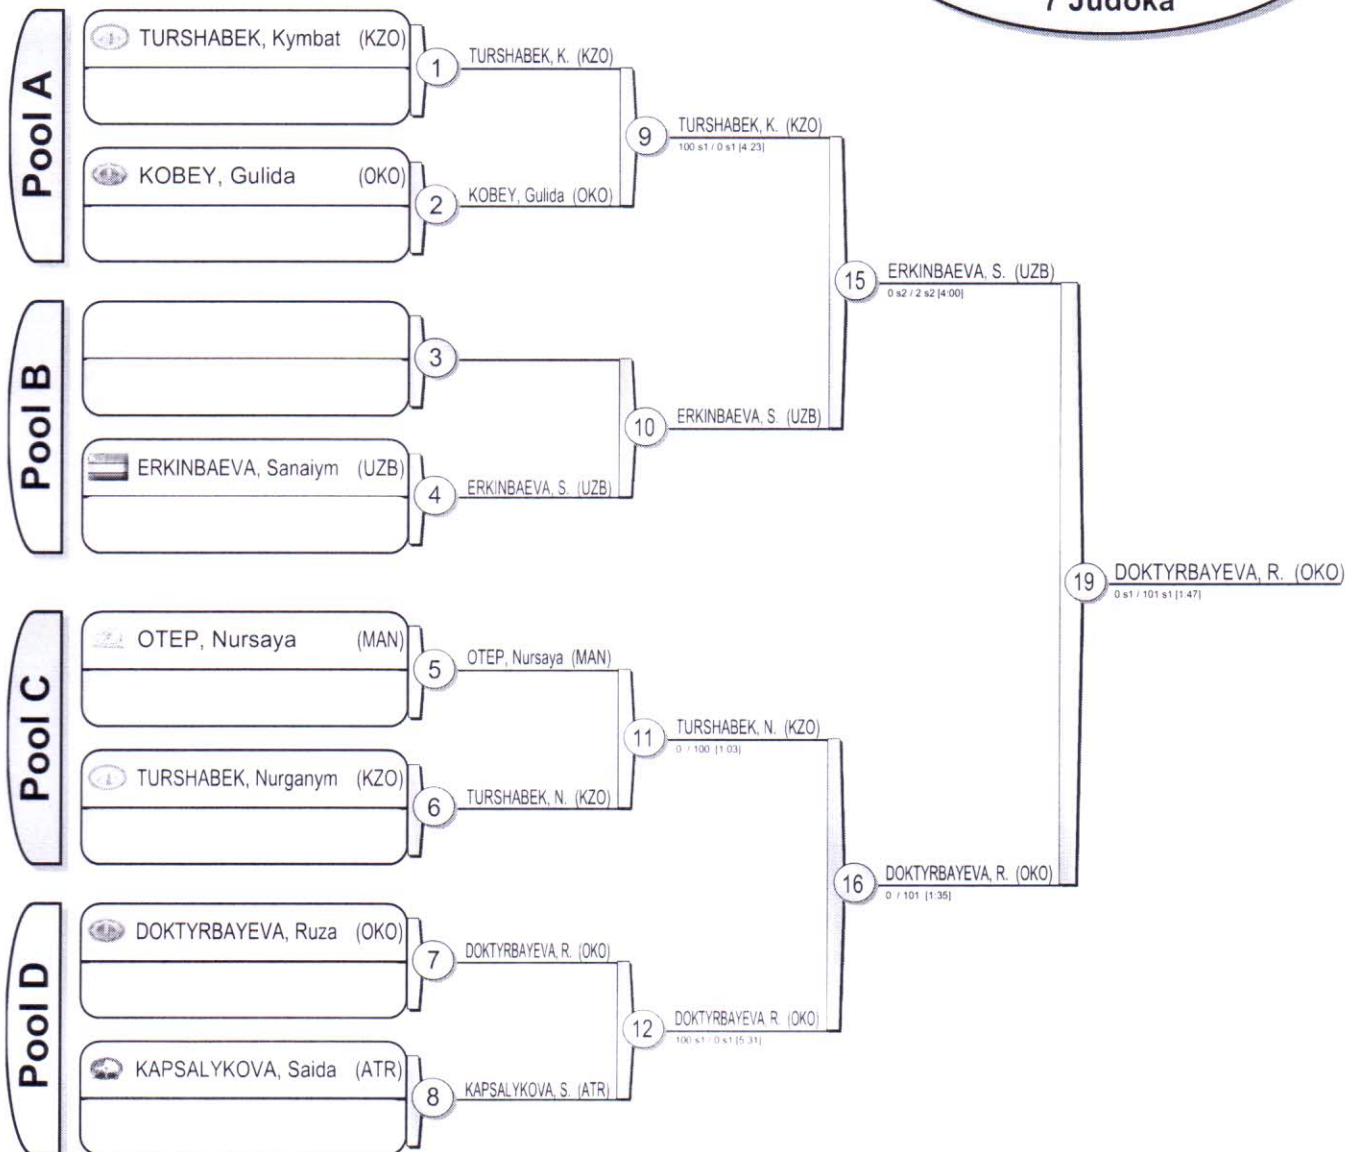 7 Judoka
Pool A
TURSHABEK, Kymbat (KZO)
1
TURSHABEK, K. (KZO)
KOBEY, Gulida (OKO)
2
KOBEY, Gulida (OKO)
9
TURSHABEK, K. (KZO)
100 s1 / 0 s1 [4:23]
Pool B
3
ERKINBAEVA, Sanaiym (UZB)
4
ERKINBAEVA, S. (UZB)
10
ERKINBAEVA, S. (UZB)
15
ERKINBAEVA, S. (UZB)
0 s2 / 2 s2 [4:00]
Pool C
OTEP, Nursaya (MAN)
5
OTEP, Nursaya (MAN)
TURSHABEK, Nurganym (KZO)
6
TURSHABEK, N. (KZO)
11
TURSHABEK, N. (KZO)
0 / 100 [1:03]
Pool D
DOKTYRBAYEVA, Ruza (OKO)
7
DOKTYRBAYEVA, R. (OKO)
KAPSALYKOVA, Saida (ATR)
8
KAPSALYKOVA, S. (ATR)
12
DOKTYRBAYEVA, R. (OKO)
100 s1 / 0 s1 [5:31]
16
DOKTYRBAYEVA, R. (OKO)
0 / 101 [1:35]
19
DOKTYRBAYEVA, R. (OKO)
0 s1 / 101 s1 [1:47]